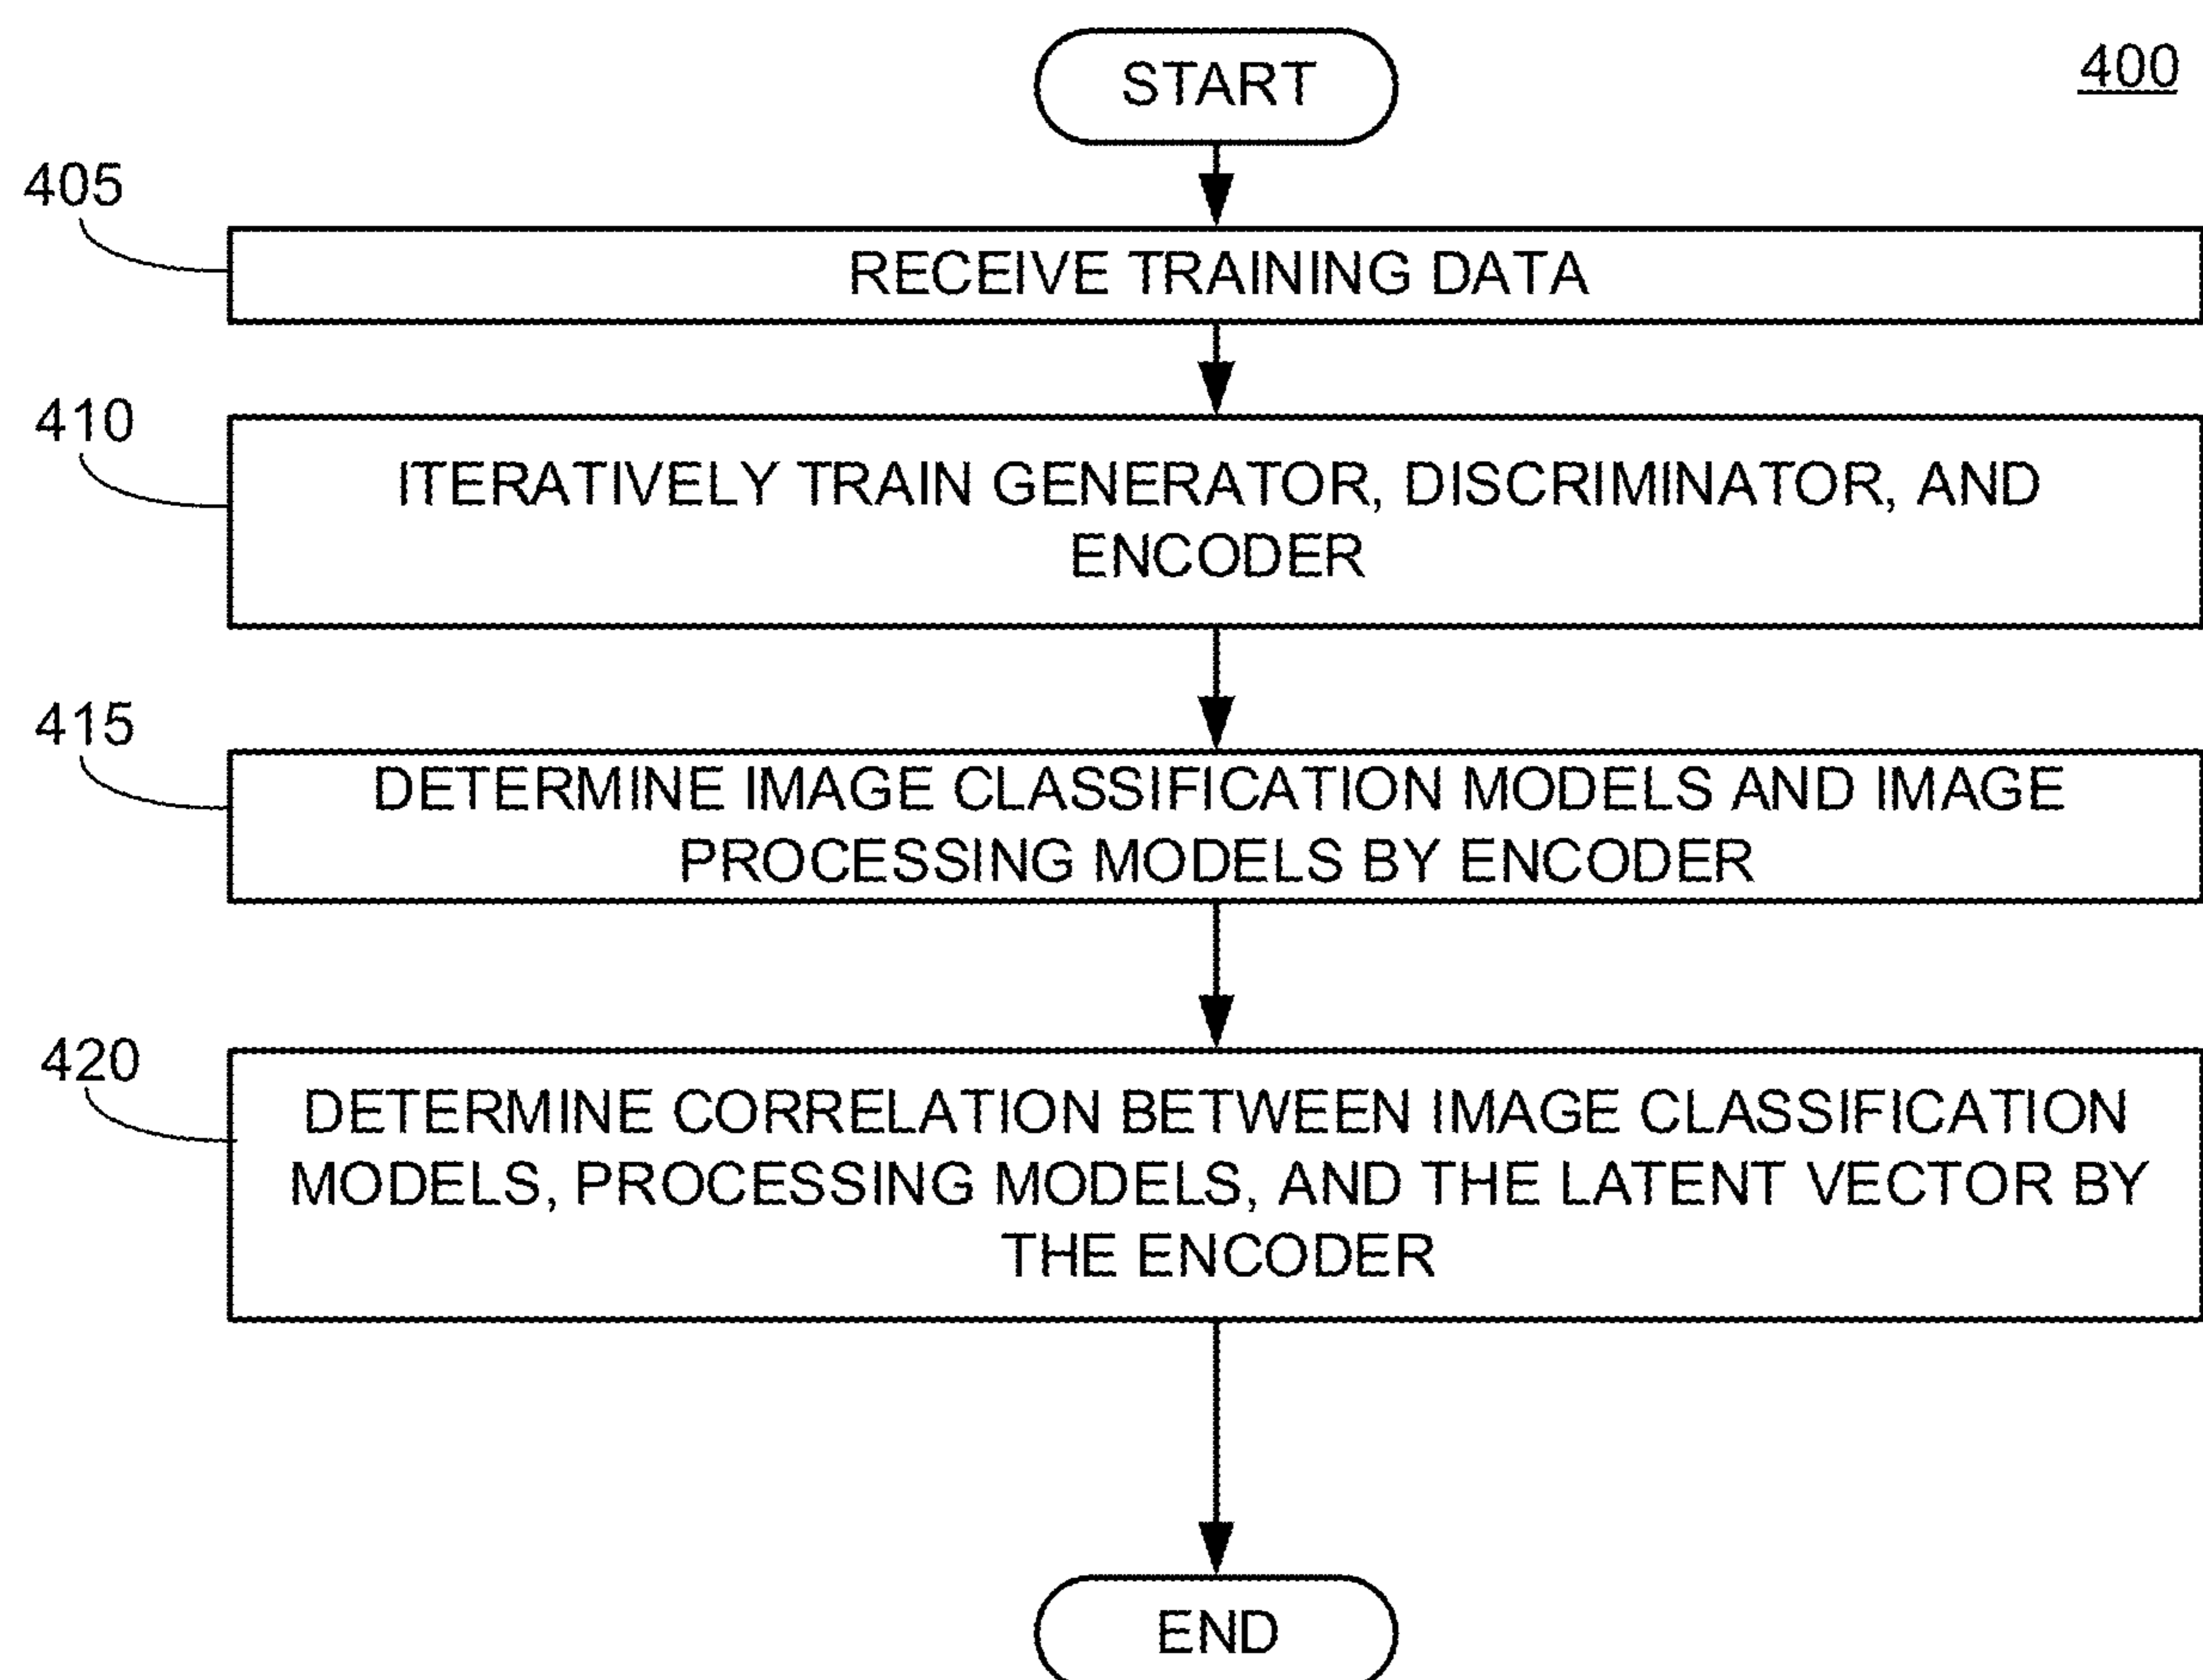 START
400
405
RECEIVE TRAINING DATA
410
ITERATIVELY TRAIN GENERATOR, DISCRIMINATOR, AND
ENCODER
415
DETERMINE IMAGE CLASSIFICATION MODELS AND IMAGE
PROCESSING MODELS BY ENCODER
420
DETERMINE CORRELATION BETWEEN IMAGE CLASSIFICATION
MODELS, PROCESSING MODELS, AND THE LATENT VECTOR BY
THE ENCODER
END